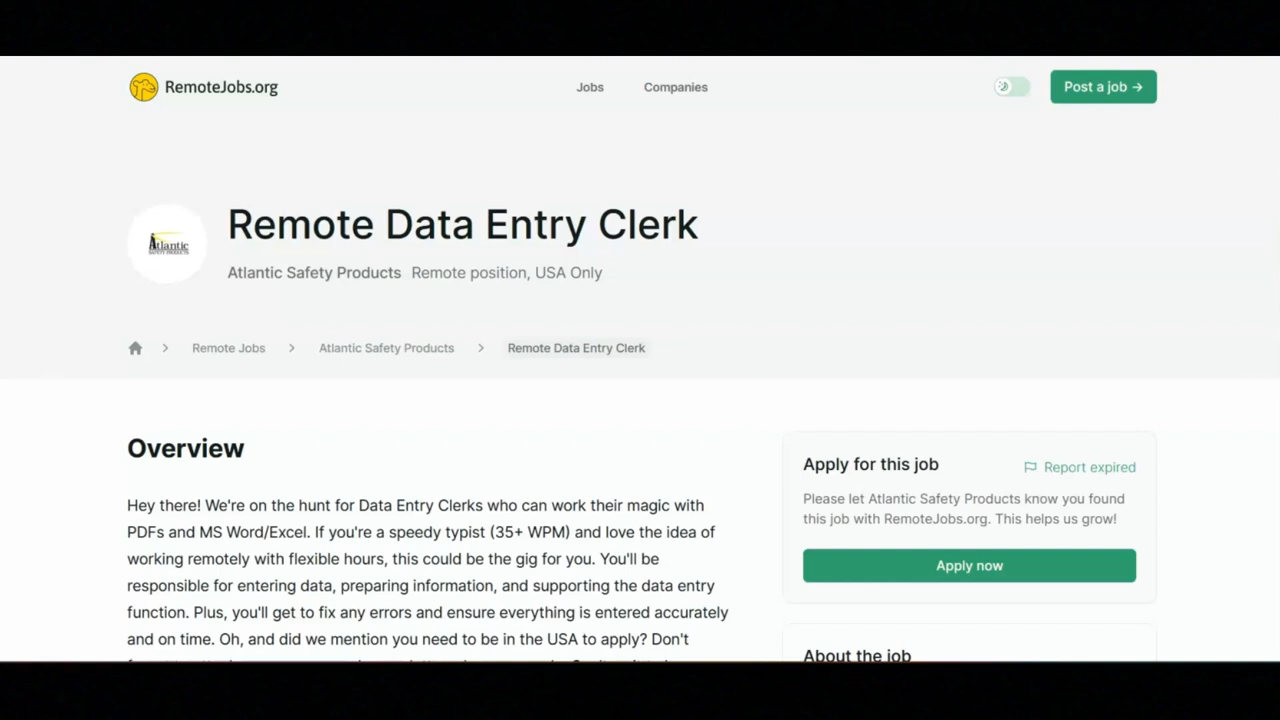 RemoteJobs.org
Jobs
Companies
Post a job →
Remote Data Entry Clerk
Atlantic
SAFETY PRODUCTS
Atlantic Safety Products Remote position, USA Only
Remote Jobs > Atlantic Safety Products > Remote Data Entry Clerk
Overview
Hey there! We're on the hunt for Data Entry Clerks who can work their magic with
PDFs and MS Word/Excel. If you're a speedy typist (35+ WPM) and love the idea of
working remotely with flexible hours, this could be the gig for you. You'll be
responsible for entering data, preparing information, and supporting the data entry
function. Plus, you'll get to fix any errors and ensure everything is entered accurately
and on time. Oh, and did we mention you need to be in the USA to apply? Don't
Apply for this job
Report expired
Please let Atlantic Safety Products know you found
this job with RemoteJobs.org. This helps us grow!
Apply now
About the job